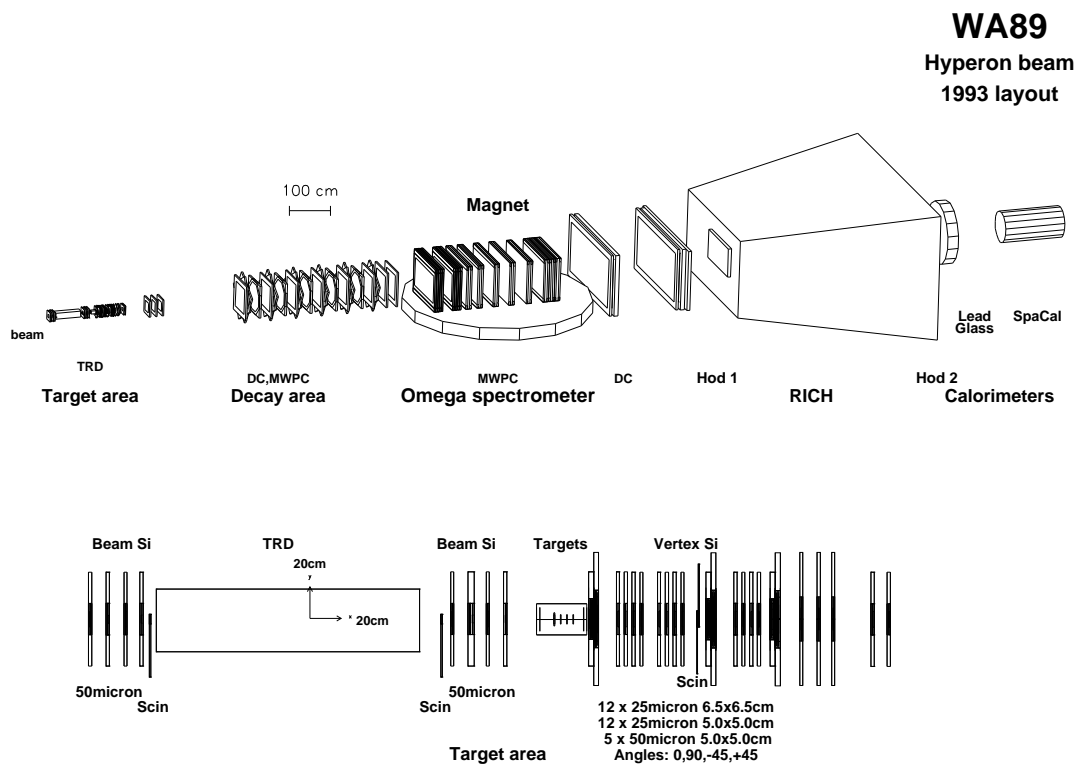 WA89
Hyperon beam
1993 layout
100 cm
Magnet
beam
Lead
Glass
SpaCal
TRD
DC,MWPC
MWPC
DC
Hod 1
Hod 2
Target area
Decay area
Omega spectrometer
RICH
Calorimeters
Beam Si
TRD
Beam Si
Targets
Vertex Si
20cm
y
x 20cm
50micron
Scin
Scin
50micron
Scin
12 x 25micron 6.5x6.5cm
12 x 25micron 5.0x5.0cm
5 x 50micron 5.0x5.0cm
Angles: 0,90,-45,+45
Target area